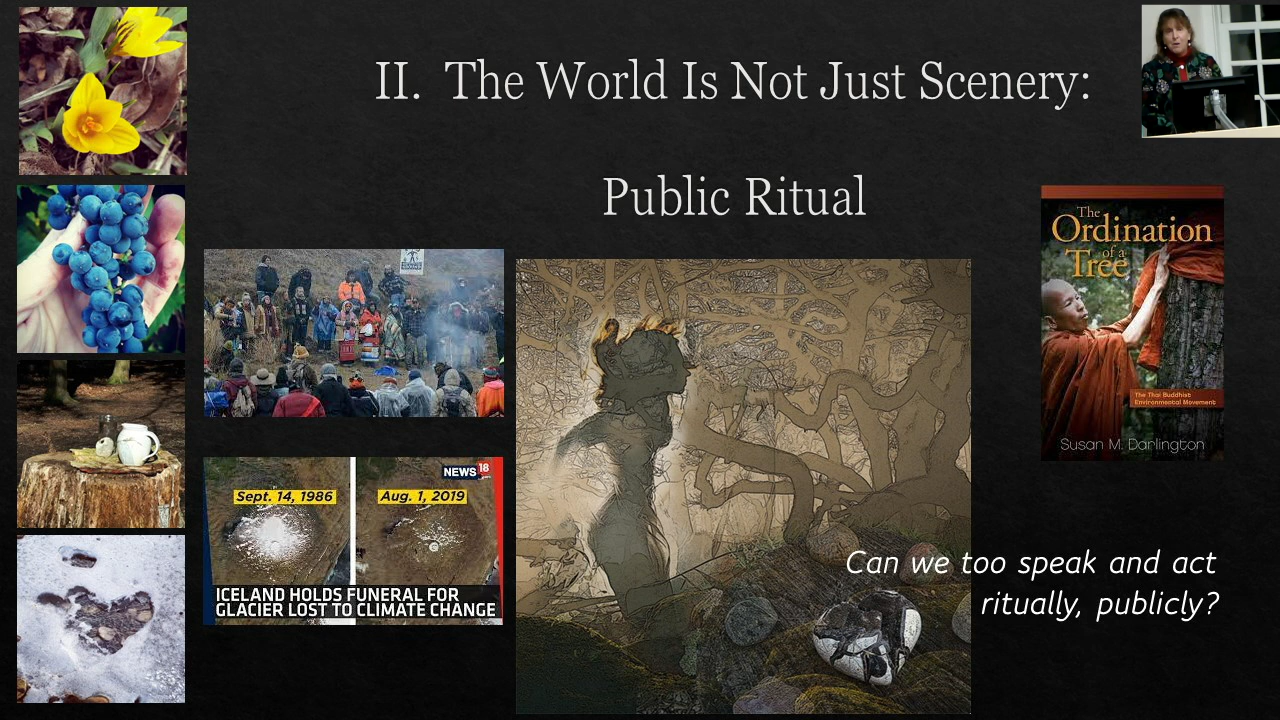 II. The World Is Not Just Scenery:
Public Ritual
The
Ordination
of a
Tree
The Thai Buddhist
Environmental Movement
Susan M. Darlington
NEWS 18
Sept. 14, 1986
Aug. 1, 2019
ICELAND HOLDS FUNERAL FOR
GLACIER LOST TO CLIMATE CHANGE
Can we too speak and act
ritually, publicly?